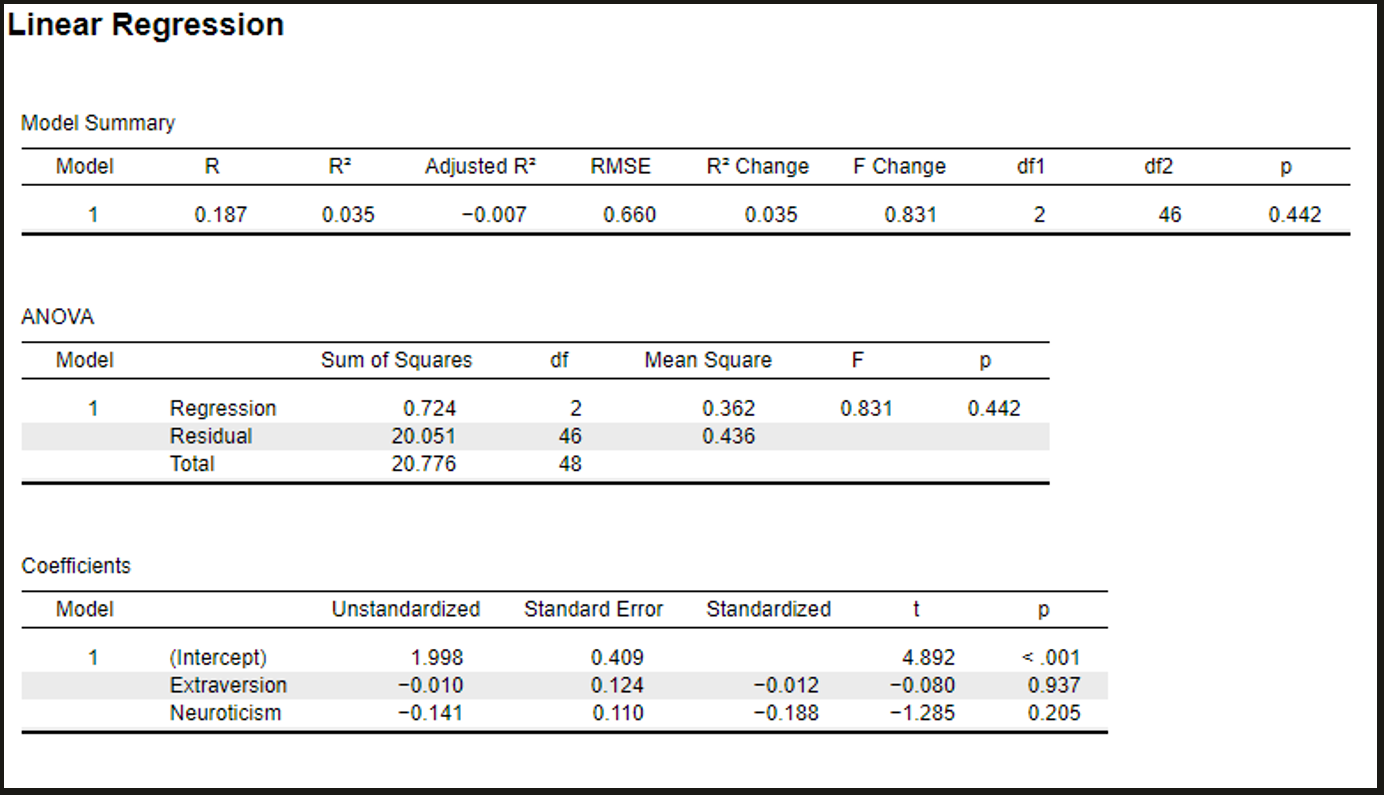 Linear Regression
Model Summary
Model R R² Adjusted R² RMSE R² Change F Change df1 df2 p
1 0.187 0.035 −0.007 0.660 0.035 0.831 2 46 0.442
ANOVA
Model Sum of Squares df Mean Square F p
1 Regression 0.724 2 0.362 0.831 0.442
Residual 20.051 46 0.436
Total 20.776 48
Coefficients
Model Unstandardized Standard Error Standardized t p
1 (Intercept) 1.998 0.409 4.892 < .001
Extraversion −0.010 0.124 −0.012 −0.080 0.937
Neuroticism −0.141 0.110 −0.188 −1.285 0.205